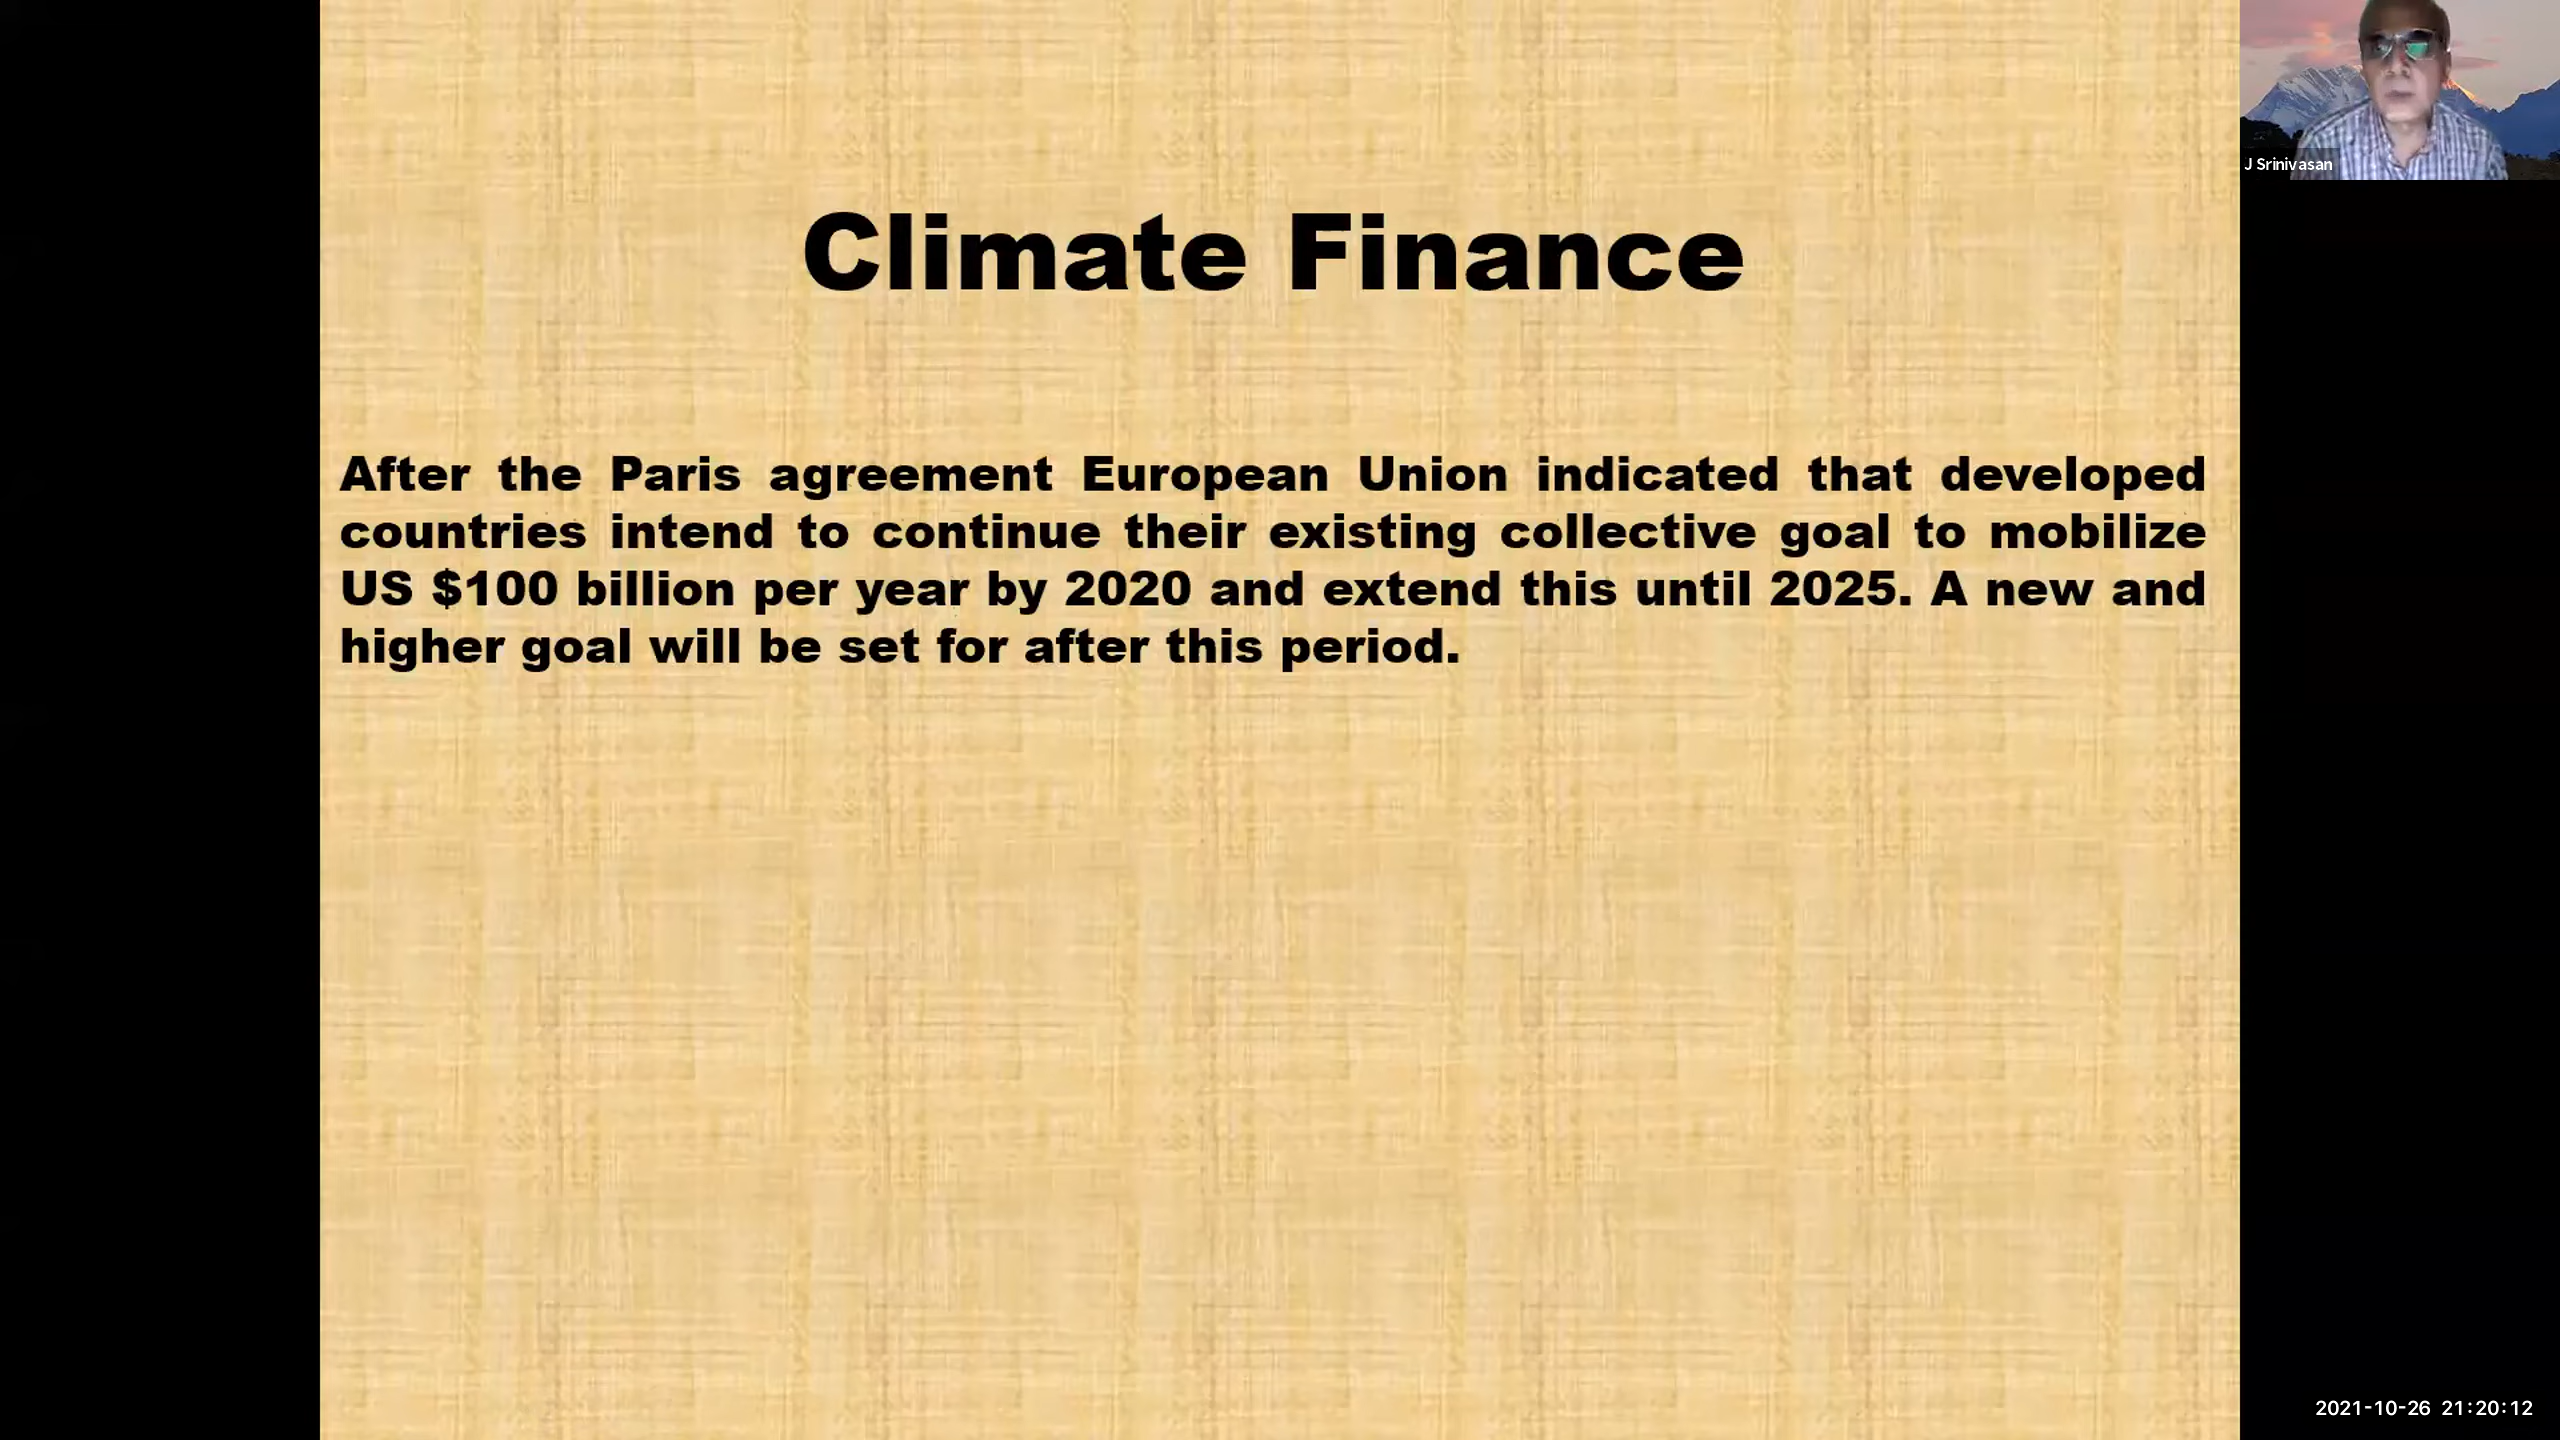 J Srinivasan
Climate Finance
After the Paris agreement European Union indicated that developed
countries intend to continue their existing collective goal to mobilize
US $100 billion per year by 2020 and extend this until 2025. A new and
higher goal will be set for after this period.
2021-10-26 21:20:12